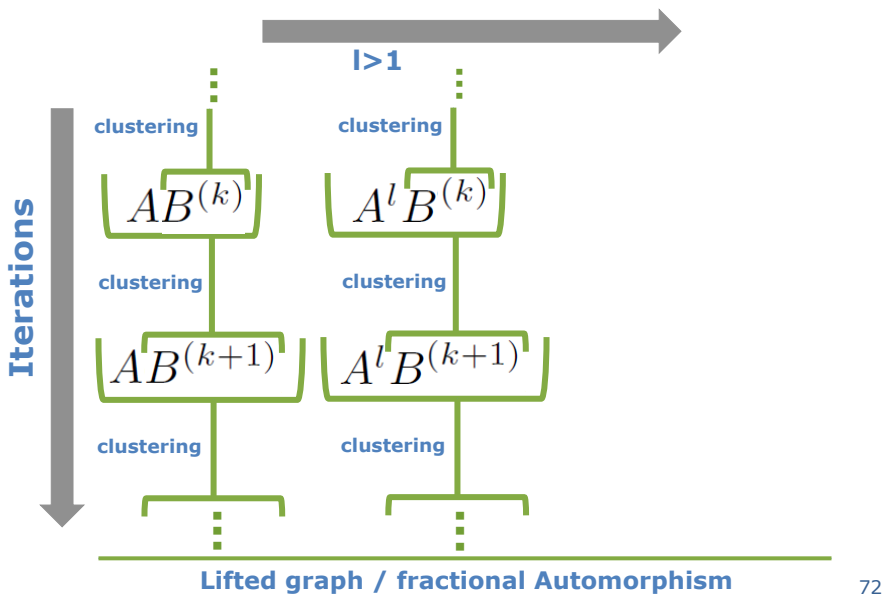 l>1
clustering clustering
AB^{(k)} A^l B^{(k)}
Iterations
clustering clustering
AB^{(k+1)} A^l B^{(k+1)}
clustering clustering
Lifted graph / fractional Automorphism
72